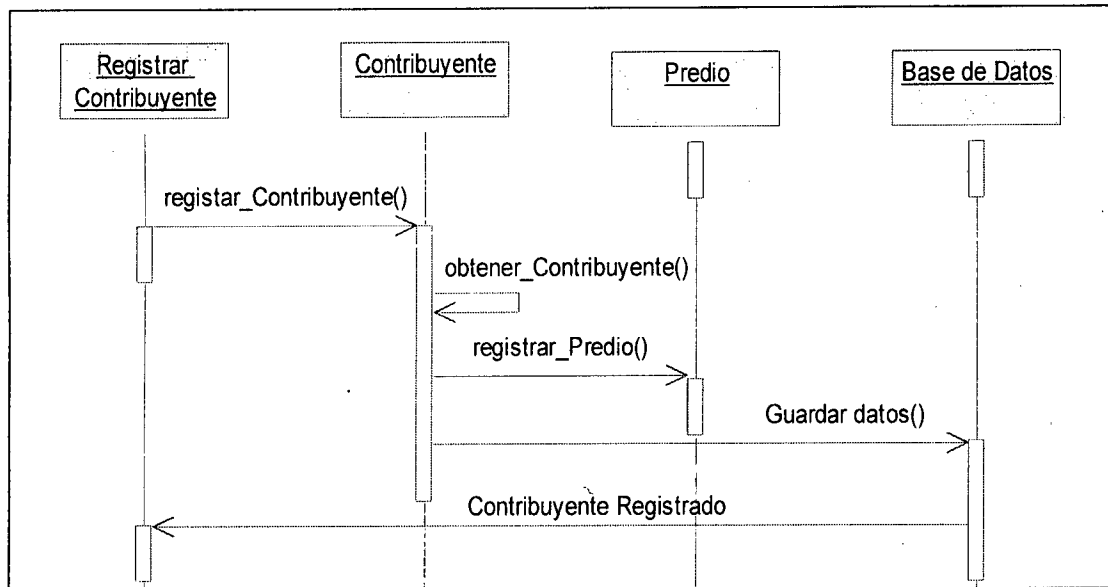 Registrar
Contribuyente
Contribuyente
Predio
Base de Datos
registar_Contribuyente()
obtener_Contribuyente()
registrar_Predio()
Guardar datos()
Contribuyente Registrado